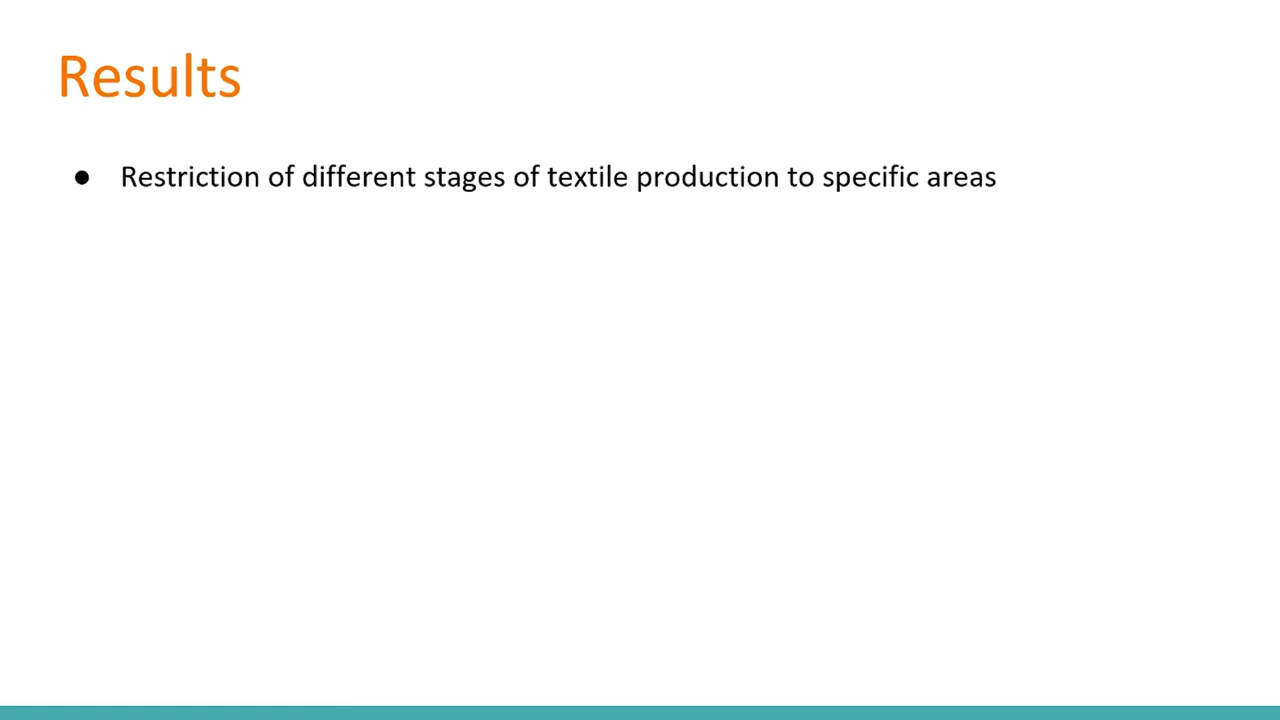 Results
● Restriction of different stages of textile production to specific areas